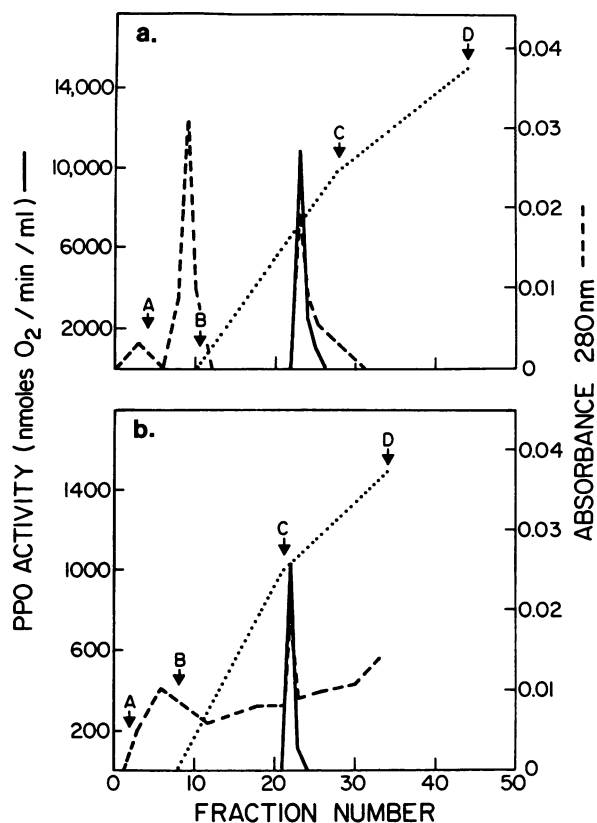 a.
14,000
10,000
6000
2000
0.04
0.03
0.02
0.01
0
A
B
C
D
b.
1400
1000
600
200
0.04
0.03
0.02
0.01
0
A
B
C
D
0 10 20 30 40 50
FRACTION NUMBER
PPO ACTIVITY (nmoles O2 / min / ml)
ABSORBANCE 280nm